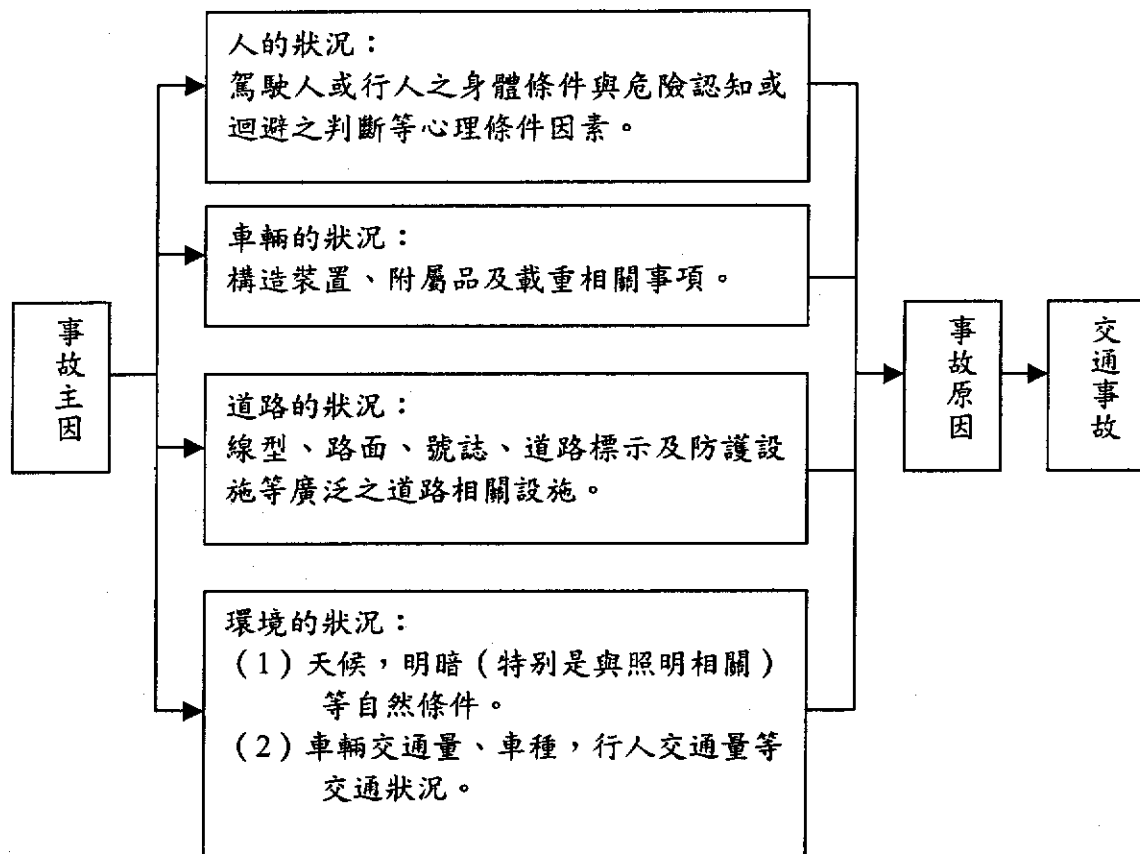 事故主因
人的狀況：
駕駛人或行人之身體條件與危險認知或
迴避之判斷等心理條件因素。
車輛的狀況：
構造裝置、附屬品及載重相關事項。
道路的狀況：
線型、路面、號誌、道路標示及防護設
施等廣泛之道路相關設施。
環境的狀況：
（1）天候，明暗（特別是與照明相關）
等自然條件。
（2）車輛交通量、車種，行人交通量等
交通狀況。
事故原因
交通事故